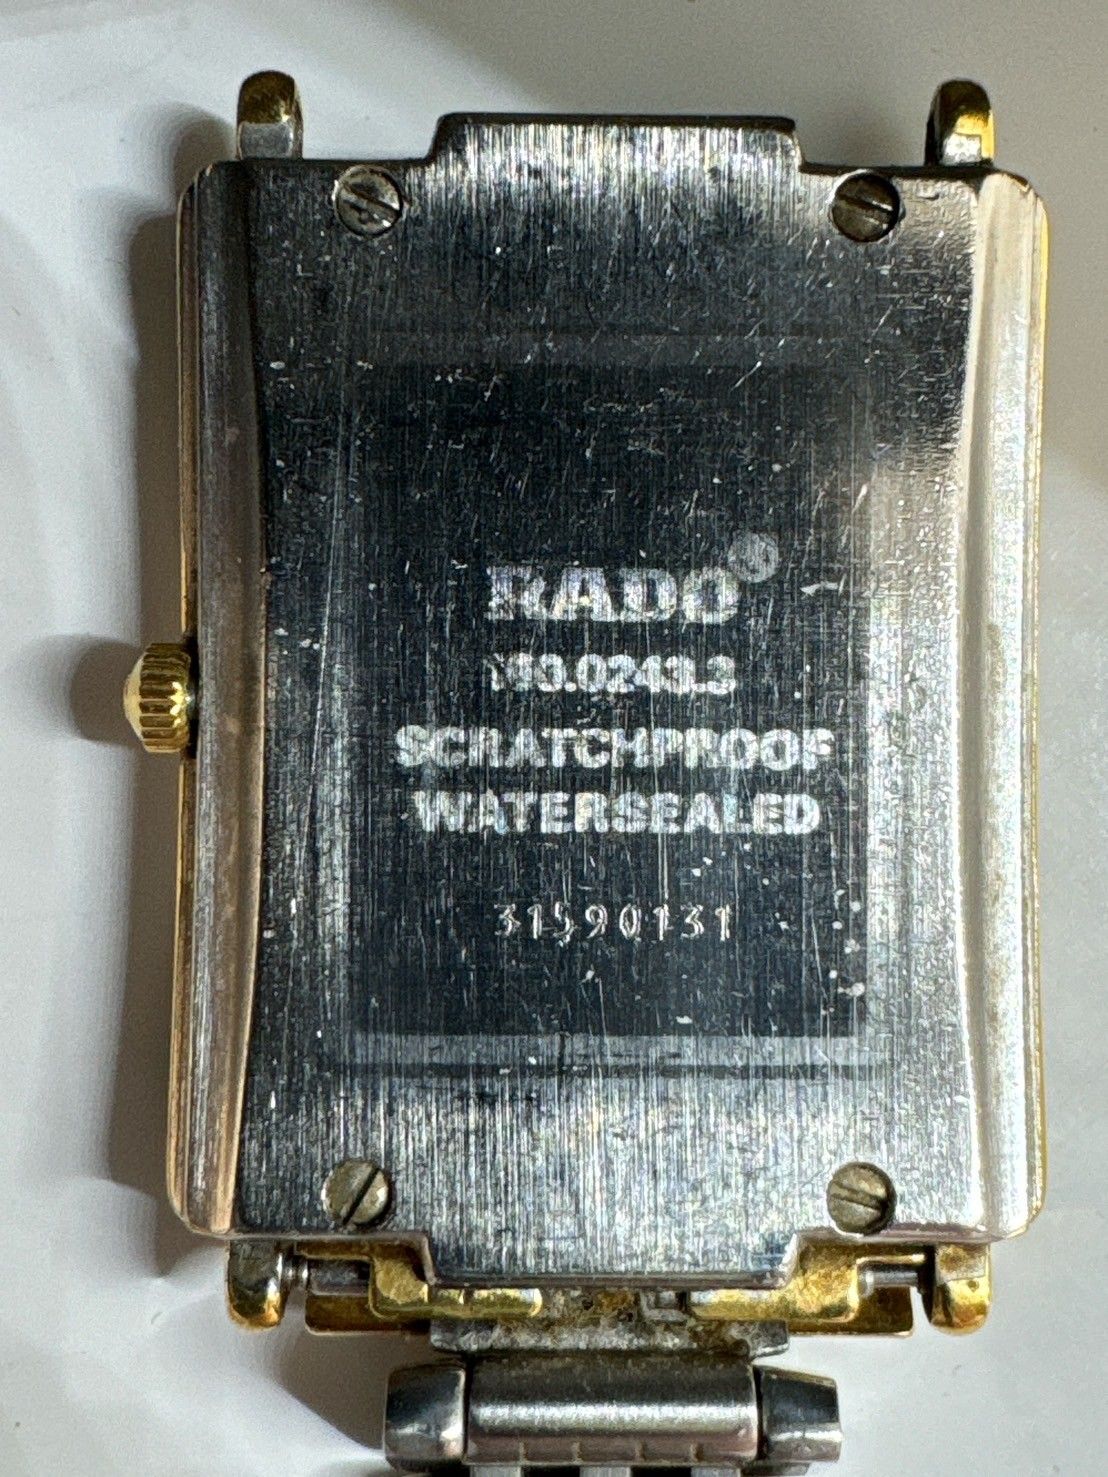 RADO
SCRATCHPROOF
WATERSEALED
31590131